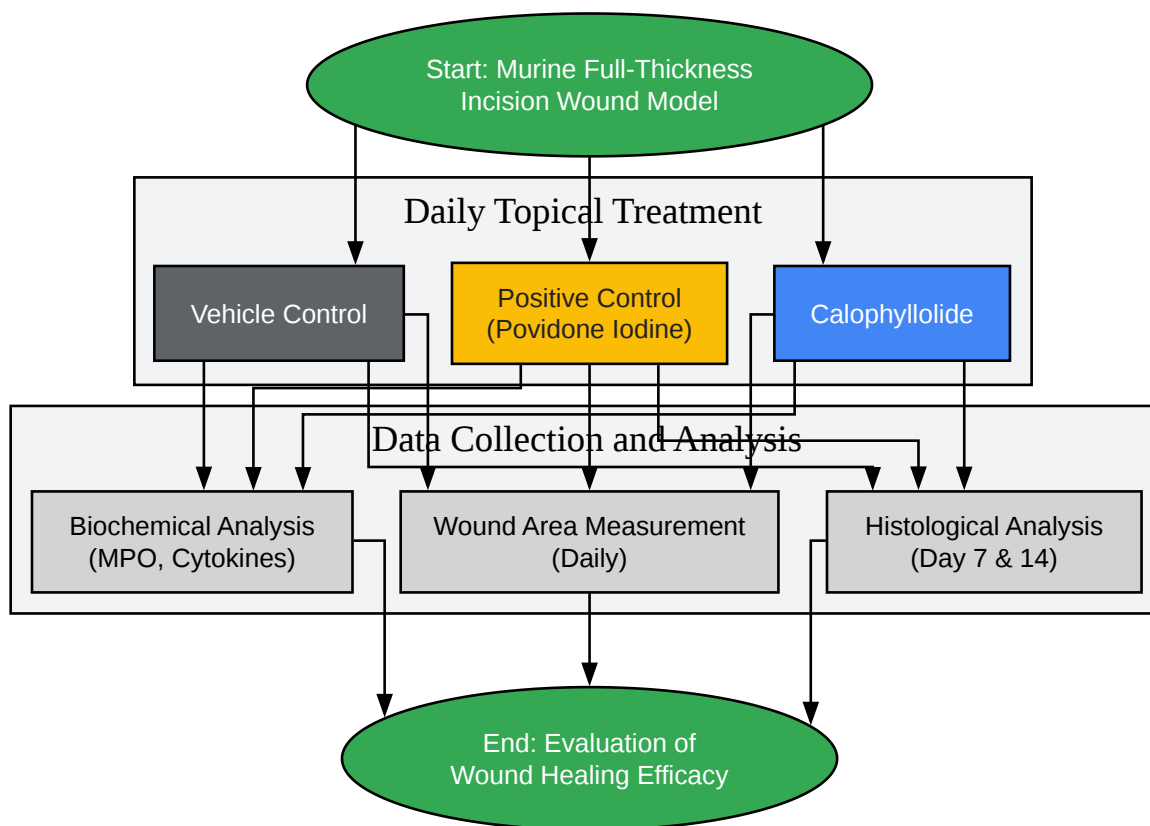 Start: Murine Full-Thickness
Incision Wound Model
Daily Topical Treatment
Vehicle Control
Positive Control
(Povidone Iodine)
Calophyllolide
Data Collection and Analysis
Biochemical Analysis
(MPO, Cytokines)
Wound Area Measurement
(Daily)
Histological Analysis
(Day 7 & 14)
End: Evaluation of
Wound Healing Efficacy